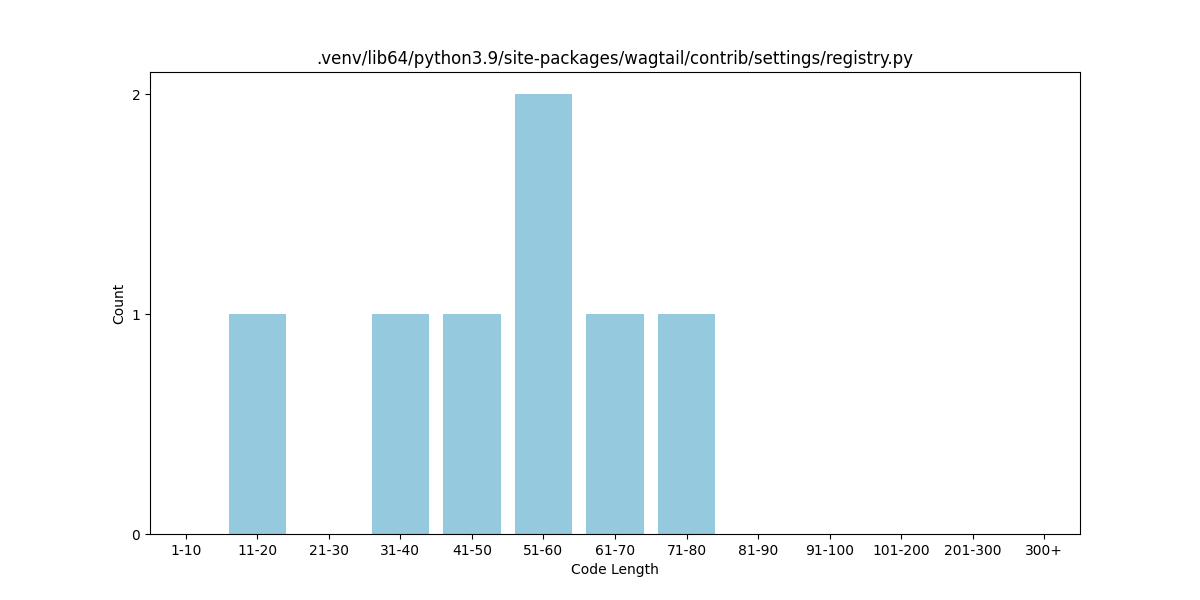 .venv/lib64/python3.9/site-packages/wagtail/contrib/settings/registry.py
2
1
0
Count
1-10 11-20 21-30 31-40 41-50 51-60 61-70 71-80 81-90 91-100 101-200 201-300 300+
Code Length